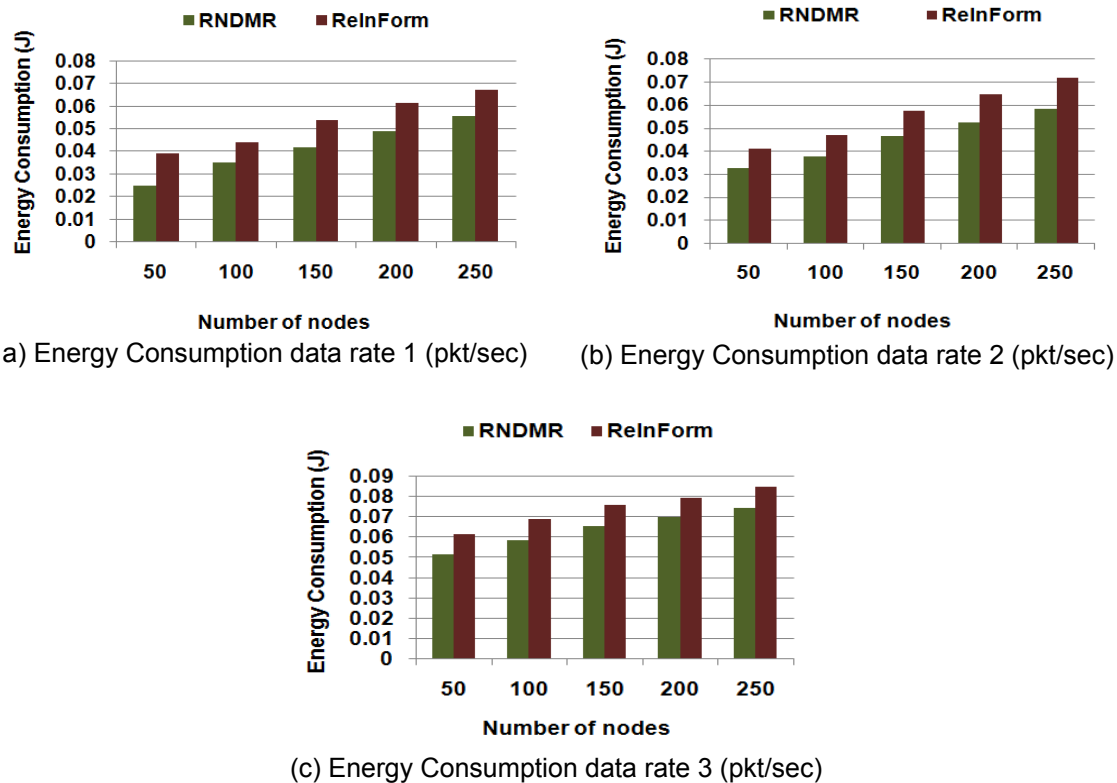 RNDMR ReInForm
Energy Consumption (J)
0.08
0.07
0.06
0.05
0.04
0.03
0.02
0.01
0
50 100 150 200 250
Number of nodes
a) Energy Consumption data rate 1 (pkt/sec)
RNDMR ReInForm
Energy Consumption (J)
0.08
0.07
0.06
0.05
0.04
0.03
0.02
0.01
0
50 100 150 200 250
Number of nodes
(b) Energy Consumption data rate 2 (pkt/sec)
RNDMR ReInForm
Energy Consumption (J)
0.09
0.08
0.07
0.06
0.05
0.04
0.03
0.02
0.01
0
50 100 150 200 250
Number of nodes
(c) Energy Consumption data rate 3 (pkt/sec)